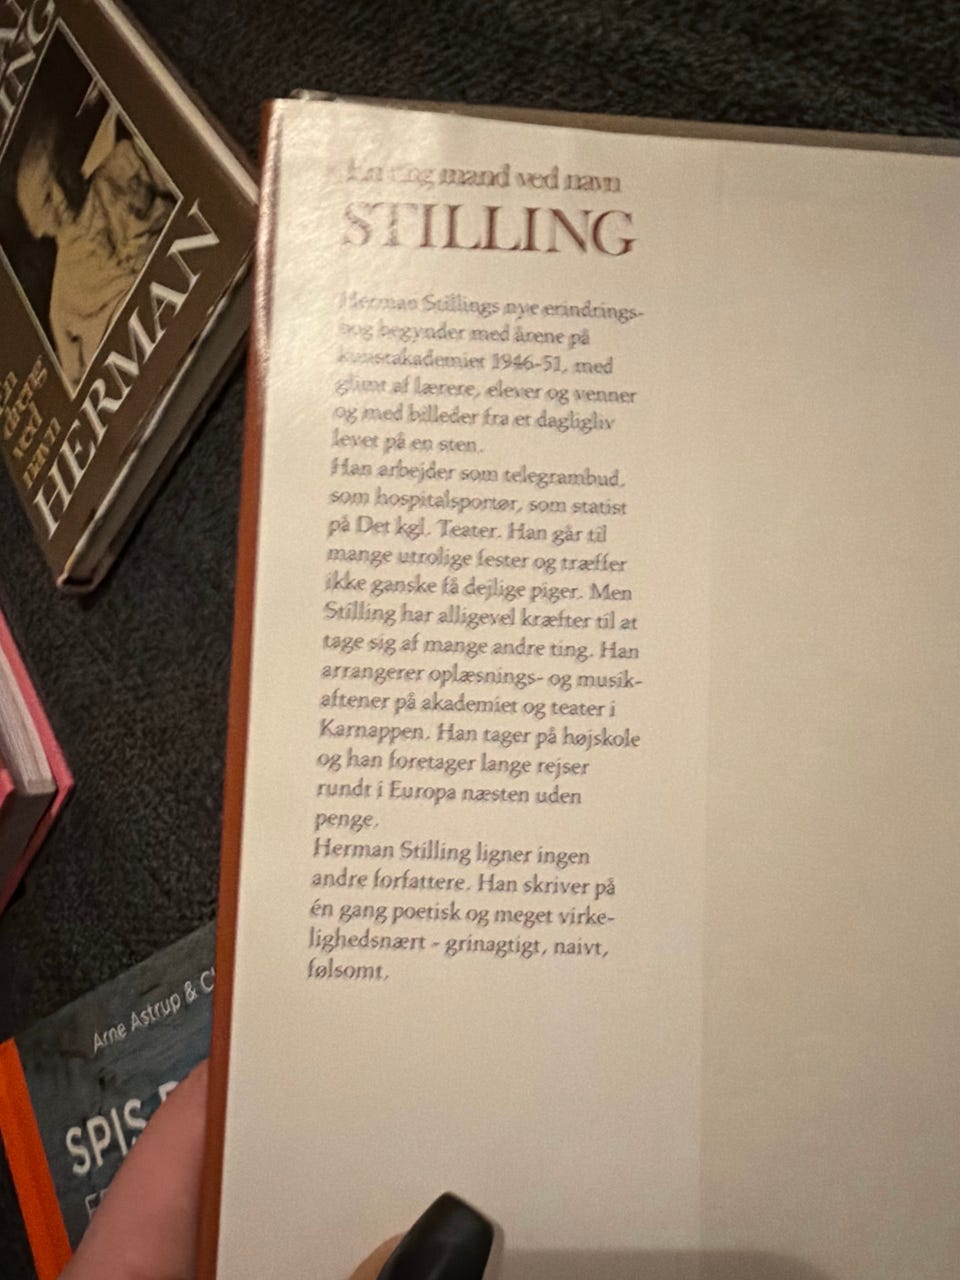 En ung mand ved navn
STILLING
Herman Stillings nye erindrings-
bog begynder med årene på
kunstakademiet 1946-51, med
glimt af lærere, elever og venner
og med billeder fra et dagligliv
levet på en sten.
Han arbejder som telegrambud,
som hospitalsportør, som statist
på Det kgl. Teater. Han går til
mange utrolige fester og træffer
ikke ganske få dejlige piger. Men
Stilling har alligevel kræfter til at
tage sig af mange andre ting. Han
arrangerer oplæsnings- og musik-
aftener på akademiet og teater i
Karnappen. Han tager på højskole
og han foretager lange rejser
rundt i Europa næsten uden
penge.
Herman Stilling ligner ingen
andre forfattere. Han skriver på
én gang poetisk og meget virke-
lighedsnært - grinagtigt, naivt,
følsomt.
dreng
ved
navn
HERMAN
Arne Astrup & C
SPIS